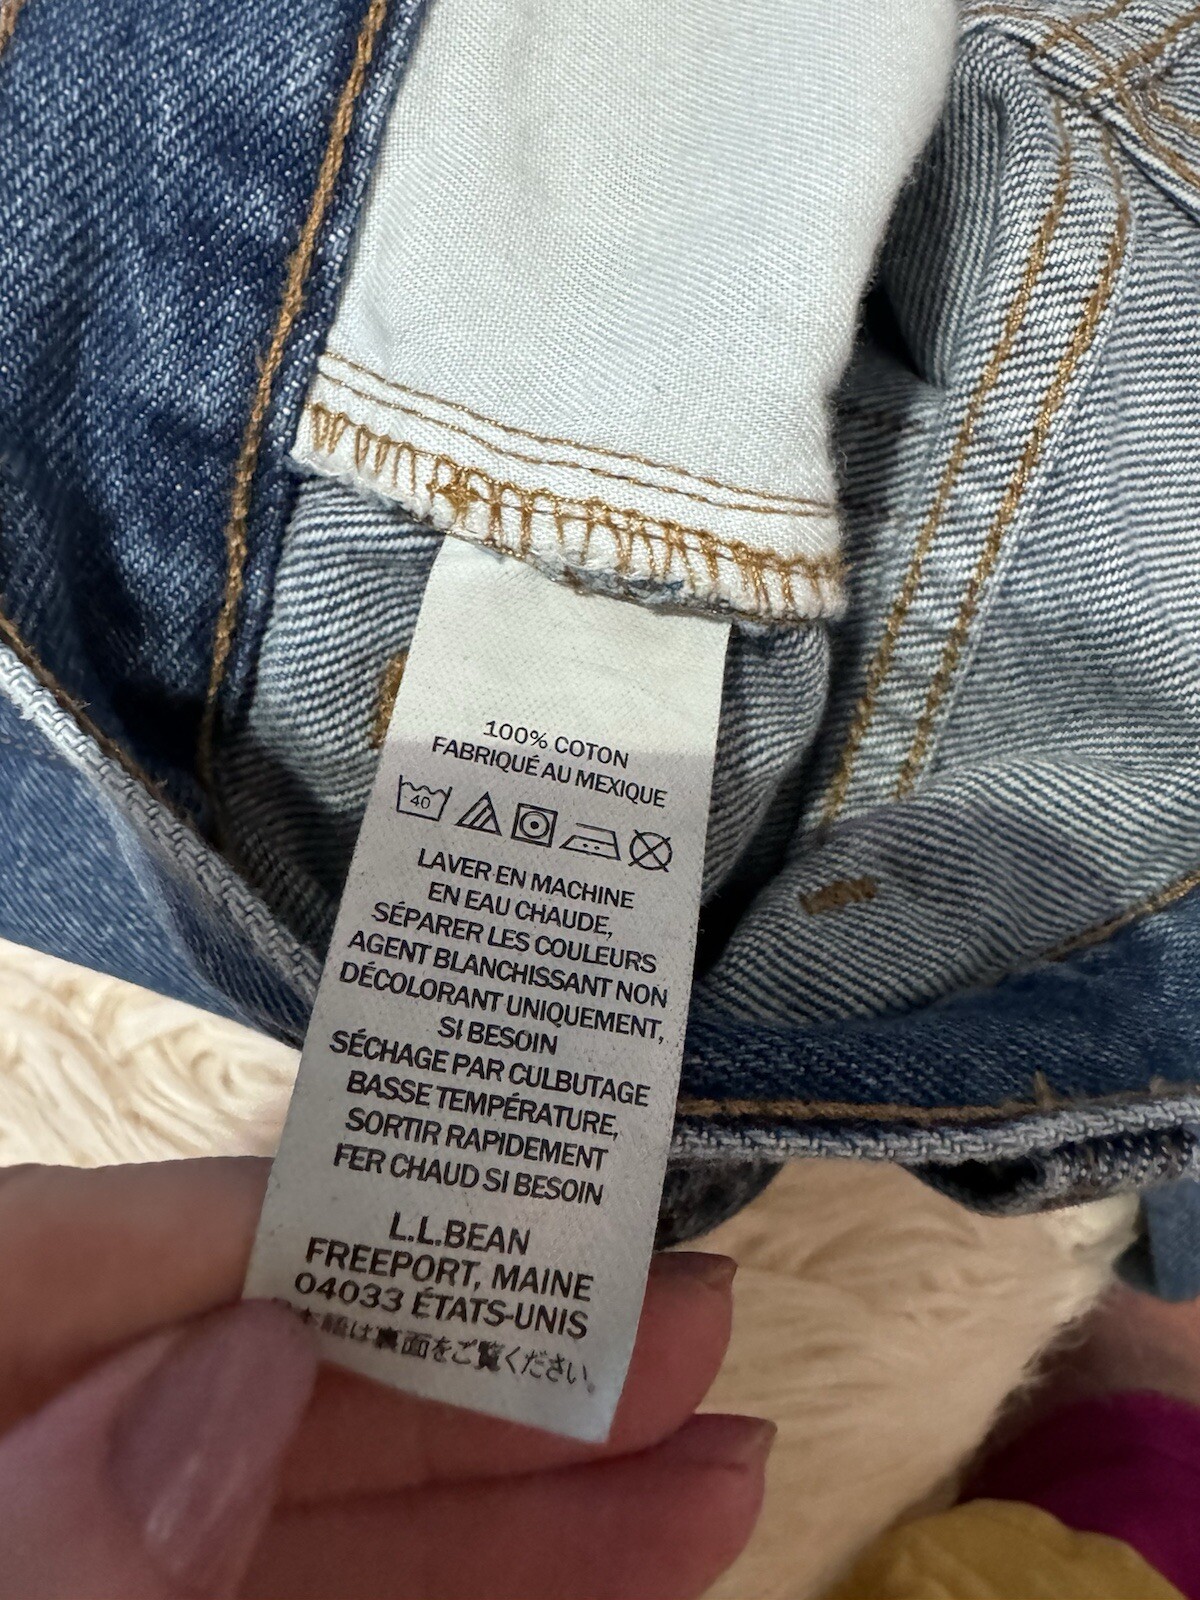 100% COTON
FABRIQUÉ AU MEXIQUE
40
LAVER EN MACHINE
EN EAU CHAUDE,
SÉPARER LES COULEURS
AGENT BLANCHISSANT NON
DÉCOLORANT UNIQUEMENT,
SI BESOIN
SÉCHAGE PAR CULBUTAGE
BASSE TEMPÉRATURE,
SORTIR RAPIDEMENT
FER CHAUD SI BESOIN
L.L.BEAN
FREEPORT, MAINE
04033 ÉTATS-UNIS
本語は裏面をご覧ください。